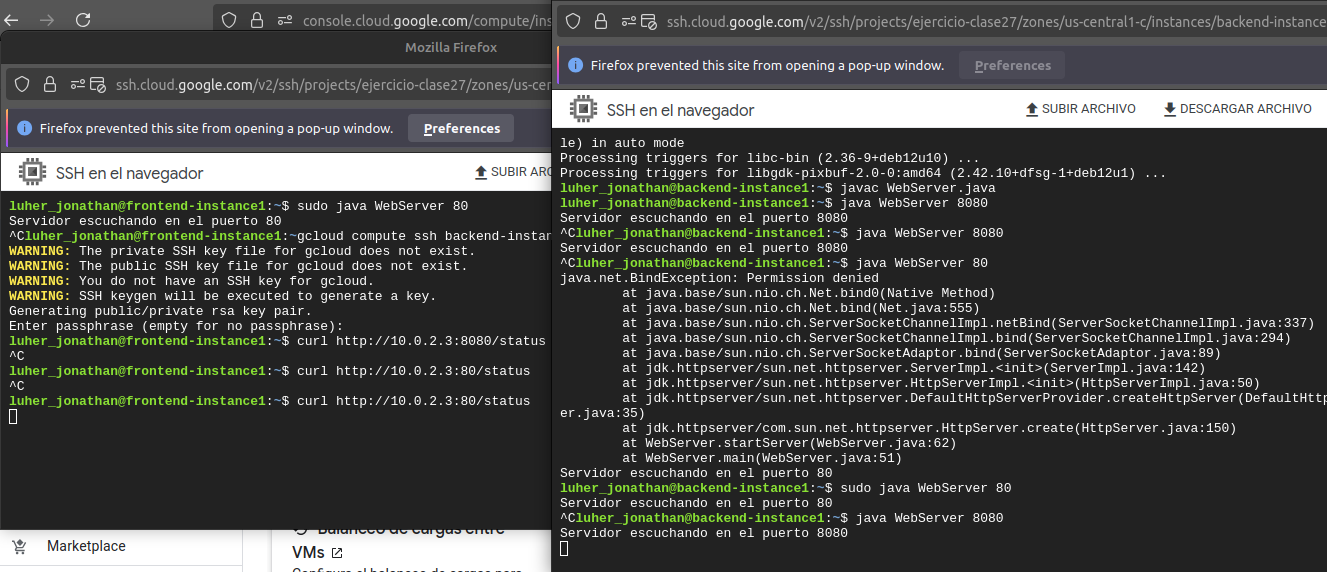 console.cloud.google.com/compute/ins
Mozilla Firefox
ssh.cloud.google.com/v2/ssh/projects/ejercicio-clase27/zones/us-cen
Firefox prevented this site from opening a pop-up window. Preferences
SSH en el navegador
SUBIR ARC
luher_jonathan@frontend-instance1:~$ sudo java WebServer 80
Servidor escuchando en el puerto 80
^Cluher_jonathan@frontend-instance1:~gcloud compute ssh backend-instan
WARNING: The private SSH key file for gcloud does not exist.
WARNING: The public SSH key file for gcloud does not exist.
WARNING: You do not have an SSH key for gcloud.
WARNING: SSH keygen will be executed to generate a key.
Generating public/private rsa key pair.
Enter passphrase (empty for no passphrase):
luher_jonathan@frontend-instance1:~$ curl http://10.0.2.3:8080/status
^C
luher_jonathan@frontend-instance1:~$ curl http://10.0.2.3:80/status
^C
luher_jonathan@frontend-instance1:~$ curl http://10.0.2.3:80/status
Marketplace
Balanceo de cargas entre
VMs
ssh.cloud.google.com/v2/ssh/projects/ejercicio-clase27/zones/us-central1-c/instances/backend-instance
Firefox prevented this site from opening a pop-up window. Preferences
SSH en el navegador
SUBIR ARCHIVO
DESCARGAR ARCHIVO
le) in auto mode
Processing triggers for libc-bin (2.36-9+deb12u10) ...
Processing triggers for libgdk-pixbuf-2.0-0:amd64 (2.42.10+dfsg-1+deb12u1) ...
luher_jonathan@backend-instance1:~$ javac WebServer.java
luher_jonathan@backend-instance1:~$ java WebServer 8080
Servidor escuchando en el puerto 8080
^Cluher_jonathan@backend-instance1:~$ java WebServer 8080
Servidor escuchando en el puerto 8080
^Cluher_jonathan@backend-instance1:~$ java WebServer 80
java.net.BindException: Permission denied
at java.base/sun.nio.ch.Net.bind0(Native Method)
at java.base/sun.nio.ch.Net.bind(Net.java:555)
at java.base/sun.nio.ch.ServerSocketChannelImpl.netBind(ServerSocketChannelImpl.java:337)
at java.base/sun.nio.ch.ServerSocketChannelImpl.bind(ServerSocketChannelImpl.java:294)
at java.base/sun.nio.ch.ServerSocketAdaptor.bind(ServerSocketAdaptor.java:89)
at jdk.httpserver/sun.net.httpserver.ServerImpl.<init>(ServerImpl.java:142)
at jdk.httpserver/sun.net.httpserver.HttpServerImpl.<init>(HttpServerImpl.java:50)
at jdk.httpserver/sun.net.httpserver.DefaultHttpServerProvider.createHttpServer(DefaultHttp
er.java:35)
at jdk.httpserver/com.sun.net.httpserver.HttpServer.create(HttpServer.java:150)
at WebServer.startServer(WebServer.java:62)
at WebServer.main(WebServer.java:51)
Servidor escuchando en el puerto 80
luher_jonathan@backend-instance1:~$ sudo java WebServer 80
Servidor escuchando en el puerto 80
^Cluher_jonathan@backend-instance1:~$ java WebServer 8080
Servidor escuchando en el puerto 8080